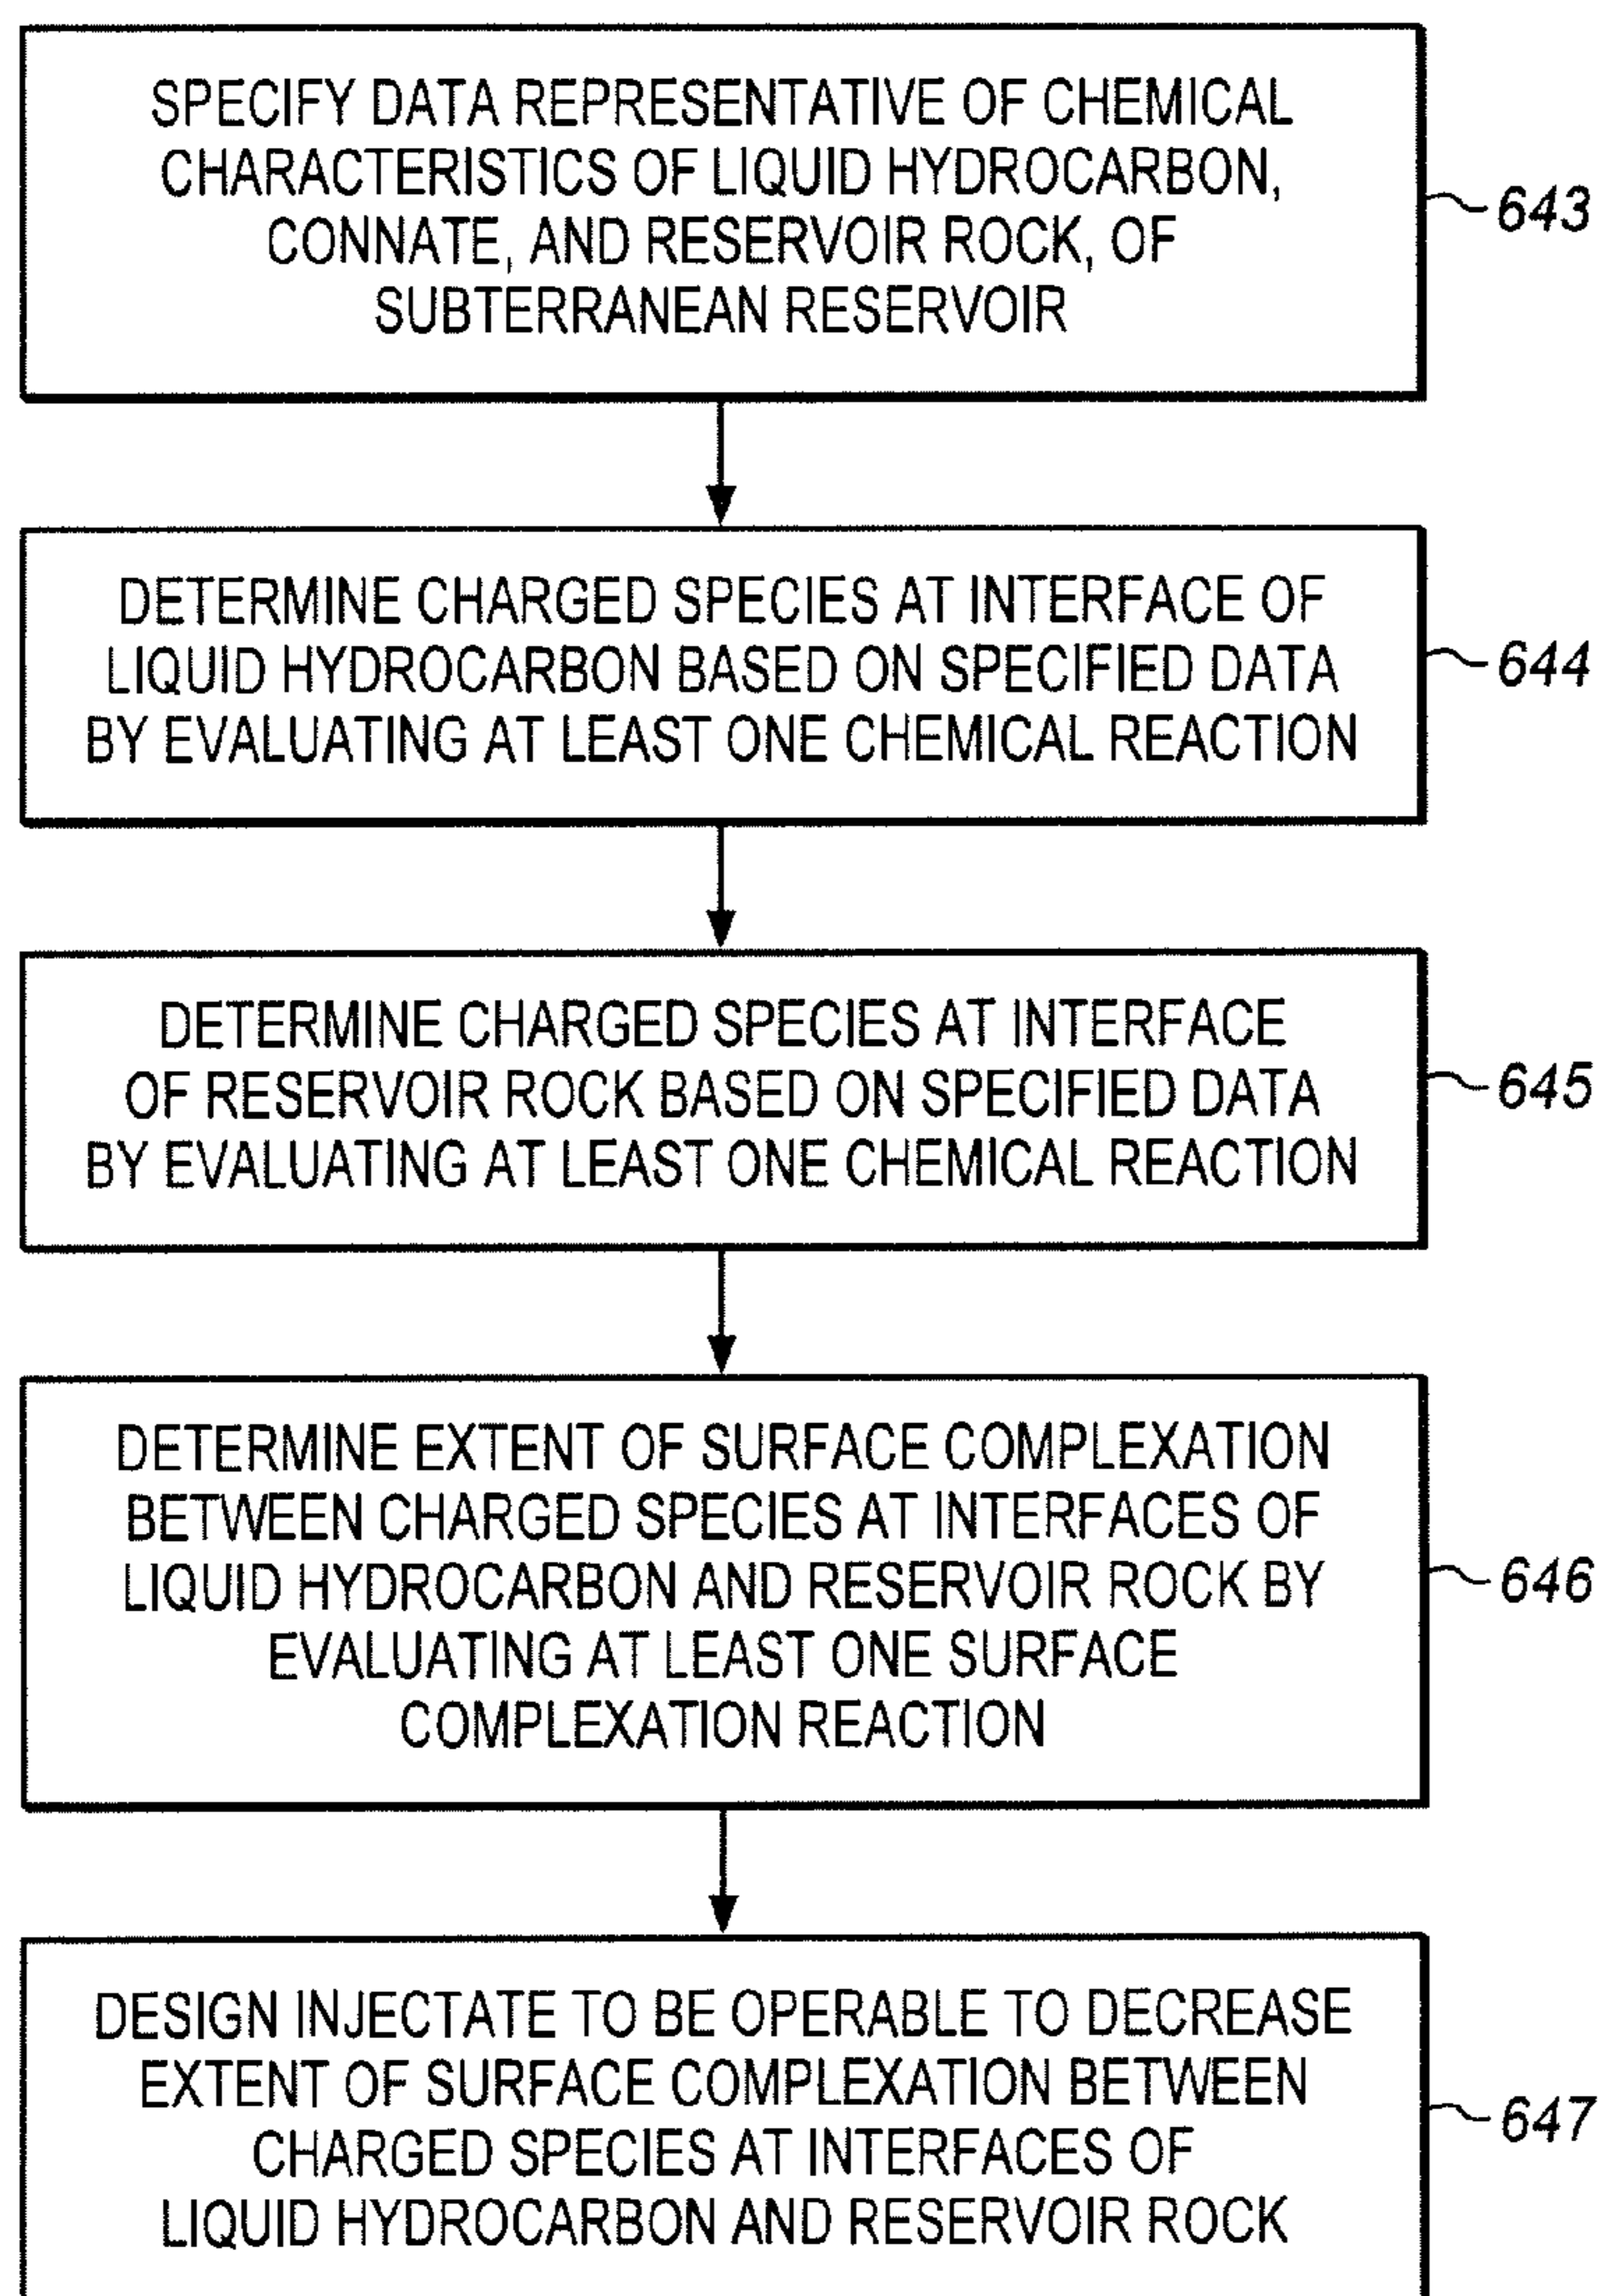 SPECIFY DATA REPRESENTATIVE OF CHEMICAL
CHARACTERISTICS OF LIQUID HYDROCARBON,
CONNATE, AND RESERVOIR ROCK, OF
SUBTERRANEAN RESERVOIR
643
DETERMINE CHARGED SPECIES AT INTERFACE OF
LIQUID HYDROCARBON BASED ON SPECIFIED DATA
BY EVALUATING AT LEAST ONE CHEMICAL REACTION
644
DETERMINE CHARGED SPECIES AT INTERFACE
OF RESERVOIR ROCK BASED ON SPECIFIED DATA
BY EVALUATING AT LEAST ONE CHEMICAL REACTION
645
DETERMINE EXTENT OF SURFACE COMPLEXATION
BETWEEN CHARGED SPECIES AT INTERFACES OF
LIQUID HYDROCARBON AND RESERVOIR ROCK BY
EVALUATING AT LEAST ONE SURFACE
COMPLEXATION REACTION
646
DESIGN INJECTATE TO BE OPERABLE TO DECREASE
EXTENT OF SURFACE COMPLEXATION BETWEEN
CHARGED SPECIES AT INTERFACES OF
LIQUID HYDROCARBON AND RESERVOIR ROCK
647